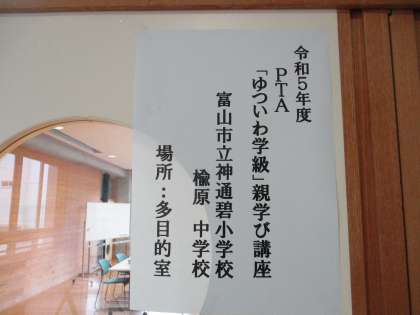 令和5年度
PTA
「ゆついわ学級」親学び講座
富山市立神通碧小学校
楡原 中学校
場所：多目的室